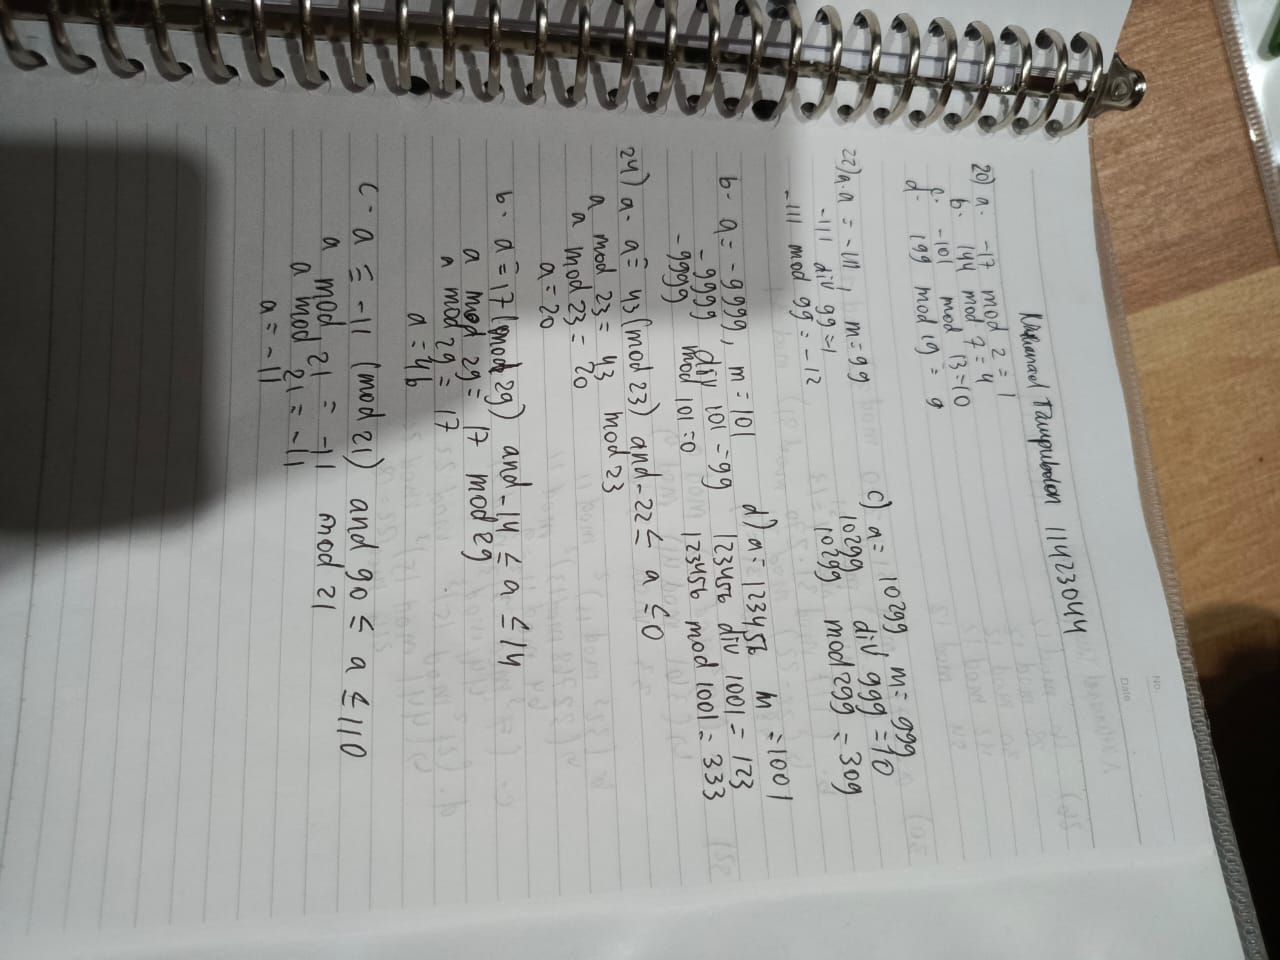 No.
Date
Tampubolon 11423044
20) a. -17 mod 2 = 1
b. 144 mod 7 = 4
c. -101 mod 13 = 10
d. 199 mod 19 = 9
22) a. a = -111, m = 99
-111 div 99 = 1
-111 mod 99 = -12
b. a = -9999, m = 101
-9999 div 101 = 99
-9999 mod 101 = 0
c) a = 10299, m = 999
10299 div 999 = 10
10299 mod 299 = 309
d) a = 123456 m = 1001
123456 div 1001 = 123
123456 mod 1001 = 333
24) a. a = 43 (mod 23) and -22 ≤ a ≤ 0
a mod 23 = 43 mod 23
a mod 23 = 20
a = 20
b. a = 17 (mod 29) and -14 ≤ a ≤ 14
a mod 29 = 17 mod 29
a mod 29 = 17
a = 46
c. a ≡ -11 (mod 21) and 90 ≤ a ≤ 110
a mod 21 = -11 mod 21
a mod 21 = -11
a = -11